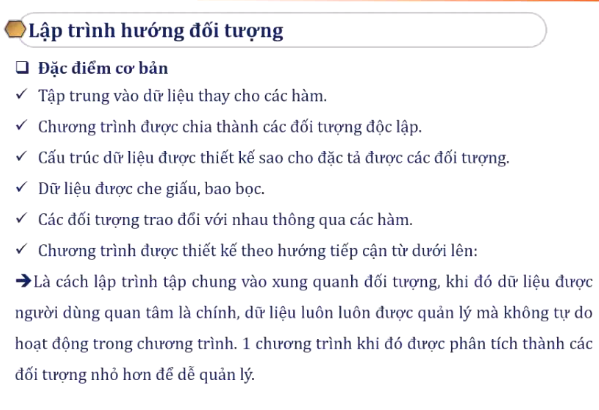 Lập trình hướng đối tượng
❑ Đặc điểm cơ bản
✓ Tập trung vào dữ liệu thay cho các hàm.
✓ Chương trình được chia thành các đối tượng độc lập.
✓ Cấu trúc dữ liệu được thiết kế sao cho đặc tả được các đối tượng.
✓ Dữ liệu được che giấu, bao bọc.
✓ Các đối tượng trao đổi với nhau thông qua các hàm.
✓ Chương trình được thiết kế theo hướng tiếp cận từ dưới lên:
➔Là cách lập trình tập chung vào xung quanh đối tượng, khi đó dữ liệu được
người dùng quan tâm là chính, dữ liệu luôn luôn được quản lý mà không tự do
hoạt động trong chương trình. 1 chương trình khi đó được phân tích thành các
đối tượng nhỏ hơn để dễ quản lý.